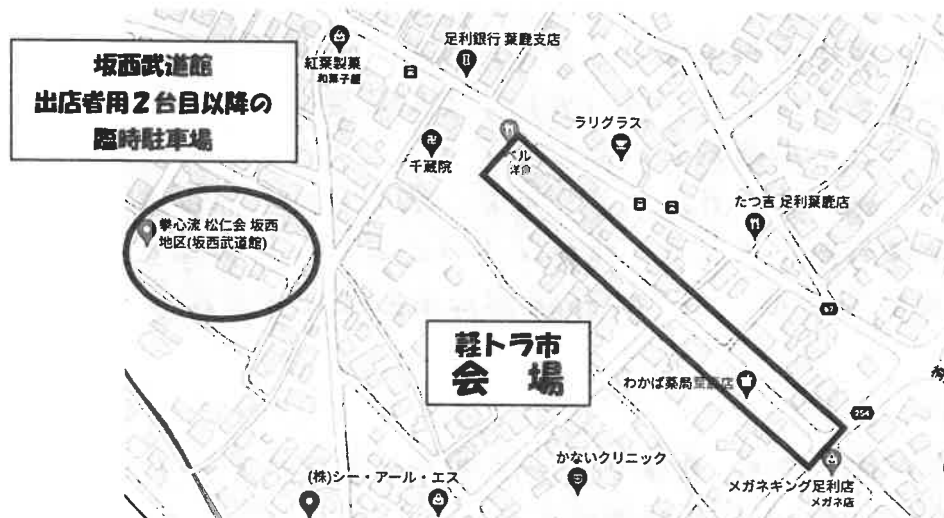 坂西武道館
出店者用2台目以降の
臨時駐車場
紅葉製菓
和菓子屋
足利銀行 葉鹿支店
千蔵院
ベル
洋食
ラリグラス
たつ吉 足利葉鹿店
拳心流 松仁会 坂西
地区(坂西武道館)
67
軽トラ市
会 場
わかば薬局葉鹿店
254
かないクリニック
メガネキング足利店
メガネ店
(株)シー・アール・エス